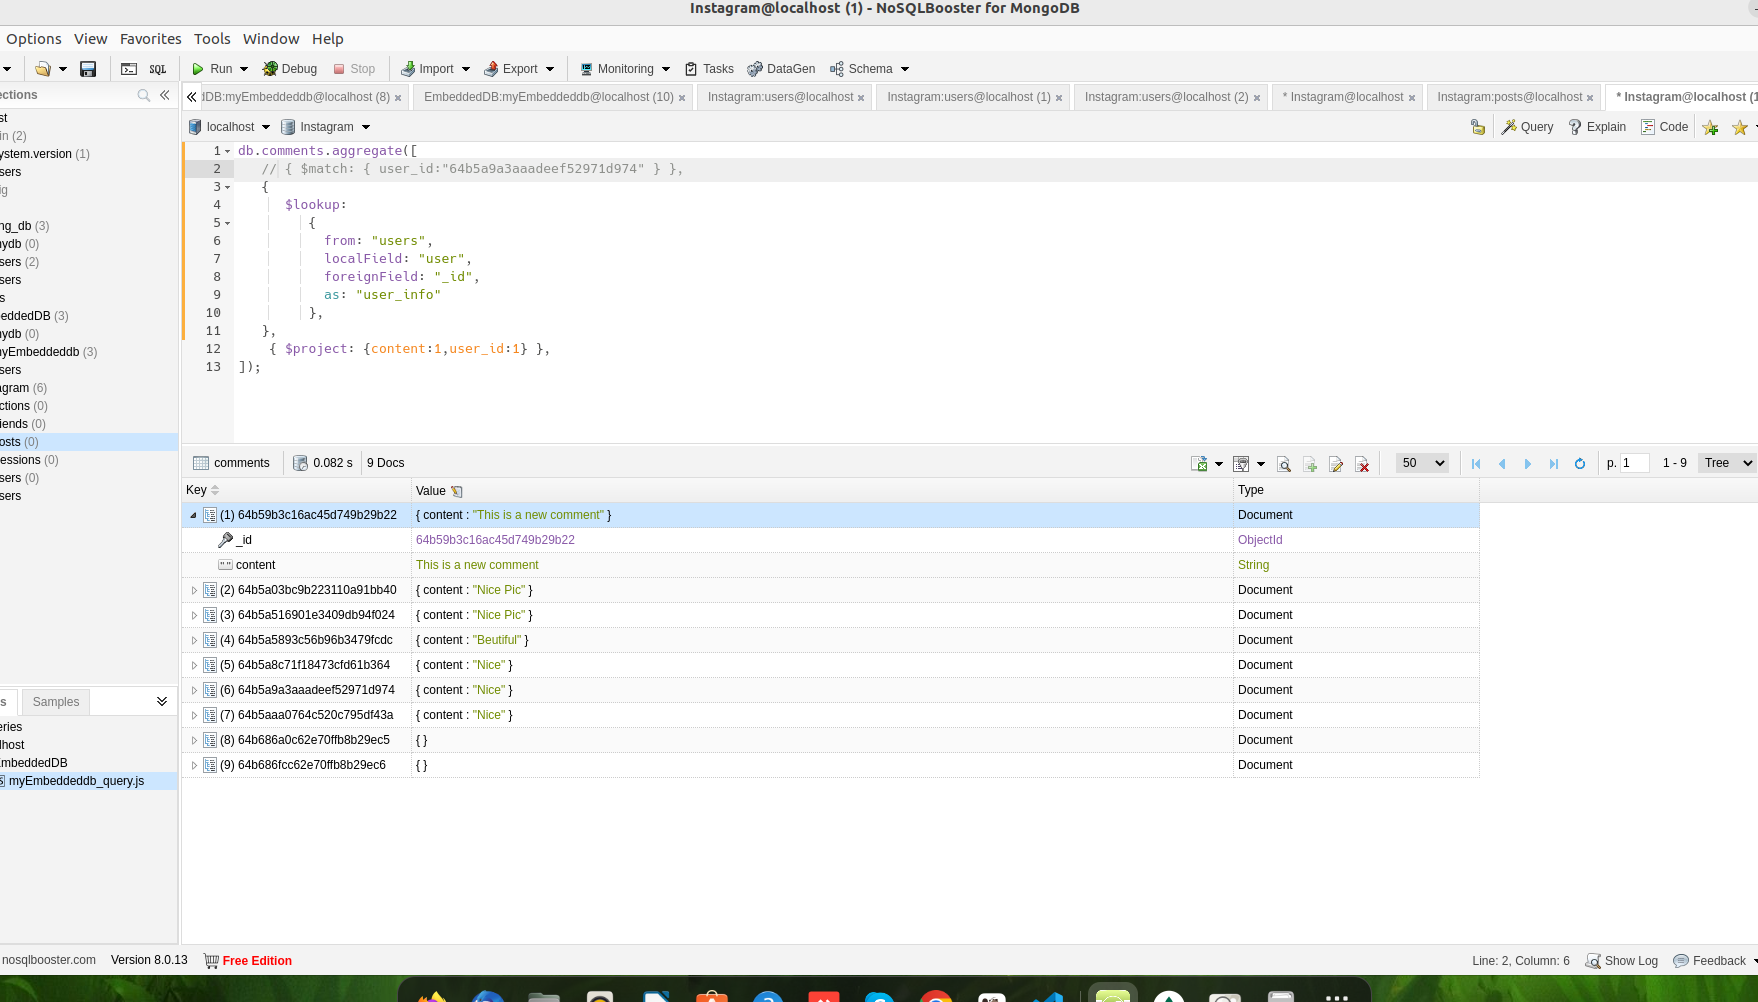 Instagram@localhost (1) - NoSQLBooster for MongoDB
Options View Favorites Tools Window Help
SQL Run Debug Stop Import Export Monitoring Tasks DataGen Schema
ections
dDB:myEmbeddeddb@localhost (8) EmbeddedDB:myEmbeddeddb@localhost (10) Instagram:users@localhost Instagram:users@localhost (1) Instagram:users@localhost (2) * Instagram@localhost Instagram:posts@localhost * Instagram@localhost (1
localhost Instagram Query Explain Code
st
in (2)
ystem.version (1)
sers
ig
ng_db (3)
nydb (0)
sers (2)
sers
s
eddedDB (3)
nydb (0)
nyEmbeddeddb (3)
sers
agram (6)
ctions (0)
iends (0)
osts (0)
essions (0)
sers (0)
sers
1 db.comments.aggregate([
2 // { $match: { user_id:"64b5a9a3aaadeef52971d974" } },
3 {
4 $lookup:
5 {
6 from: "users",
7 localField: "user",
8 foreignField: "_id",
9 as: "user_info"
10 },
11 },
12 { $project: {content:1,user_id:1} },
13 ]);
comments 0.082 s 9 Docs 50 p. 1 1 - 9 Tree
Key Value Type
(1) 64b59b3c16ac45d749b29b22 { content : "This is a new comment" } Document
_id 64b59b3c16ac45d749b29b22 ObjectId
" " content This is a new comment String
(2) 64b5a03bc9b223110a91bb40 { content : "Nice Pic" } Document
(3) 64b5a516901e3409db94f024 { content : "Nice Pic" } Document
(4) 64b5a5893c56b96b3479fcdc { content : "Beutiful" } Document
(5) 64b5a8c71f18473cfd61b364 { content : "Nice" } Document
(6) 64b5a9a3aaadeef52971d974 { content : "Nice" } Document
(7) 64b5aaa0764c520c795df43a { content : "Nice" } Document
(8) 64b686a0c62e70ffb8b29ec5 { } Document
(9) 64b686fcc62e70ffb8b29ec6 { } Document
s Samples
eries
lhost
EmbeddedDB
myEmbeddeddb_query.js
nosqlbooster.com Version 8.0.13 Free Edition Line: 2, Column: 6 Show Log Feedback